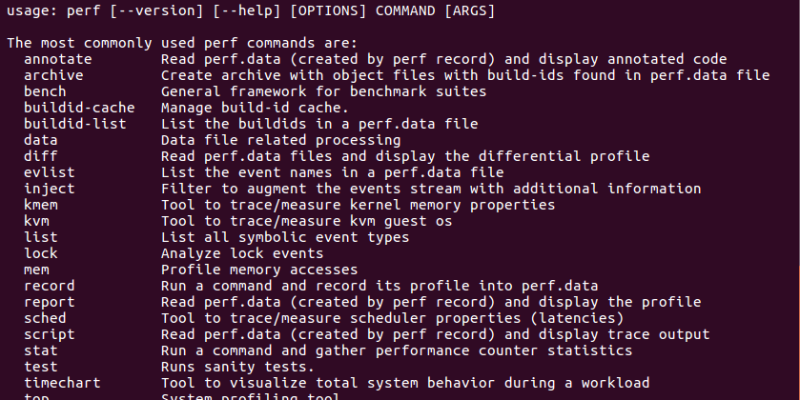 usage: perf [--version] [--help] [OPTIONS] COMMAND [ARGS]
The most commonly used perf commands are:
annotate Read perf.data (created by perf record) and display annotated code
archive Create archive with object files with build-ids found in perf.data file
bench General framework for benchmark suites
buildid-cache Manage build-id cache.
buildid-list List the buildids in a perf.data file
data Data file related processing
diff Read perf.data files and display the differential profile
evlist List the event names in a perf.data file
inject Filter to augment the events stream with additional information
kmem Tool to trace/measure kernel memory properties
kvm Tool to trace/measure kvm guest os
list List all symbolic event types
lock Analyze lock events
mem Profile memory accesses
record Run a command and record its profile into perf.data
report Read perf.data (created by perf record) and display the profile
sched Tool to trace/measure scheduler properties (latencies)
script Read perf.data (created by perf record) and display trace output
stat Run a command and gather performance counter statistics
test Runs sanity tests.
timechart Tool to visualize total system behavior during a workload
top System profiling tool